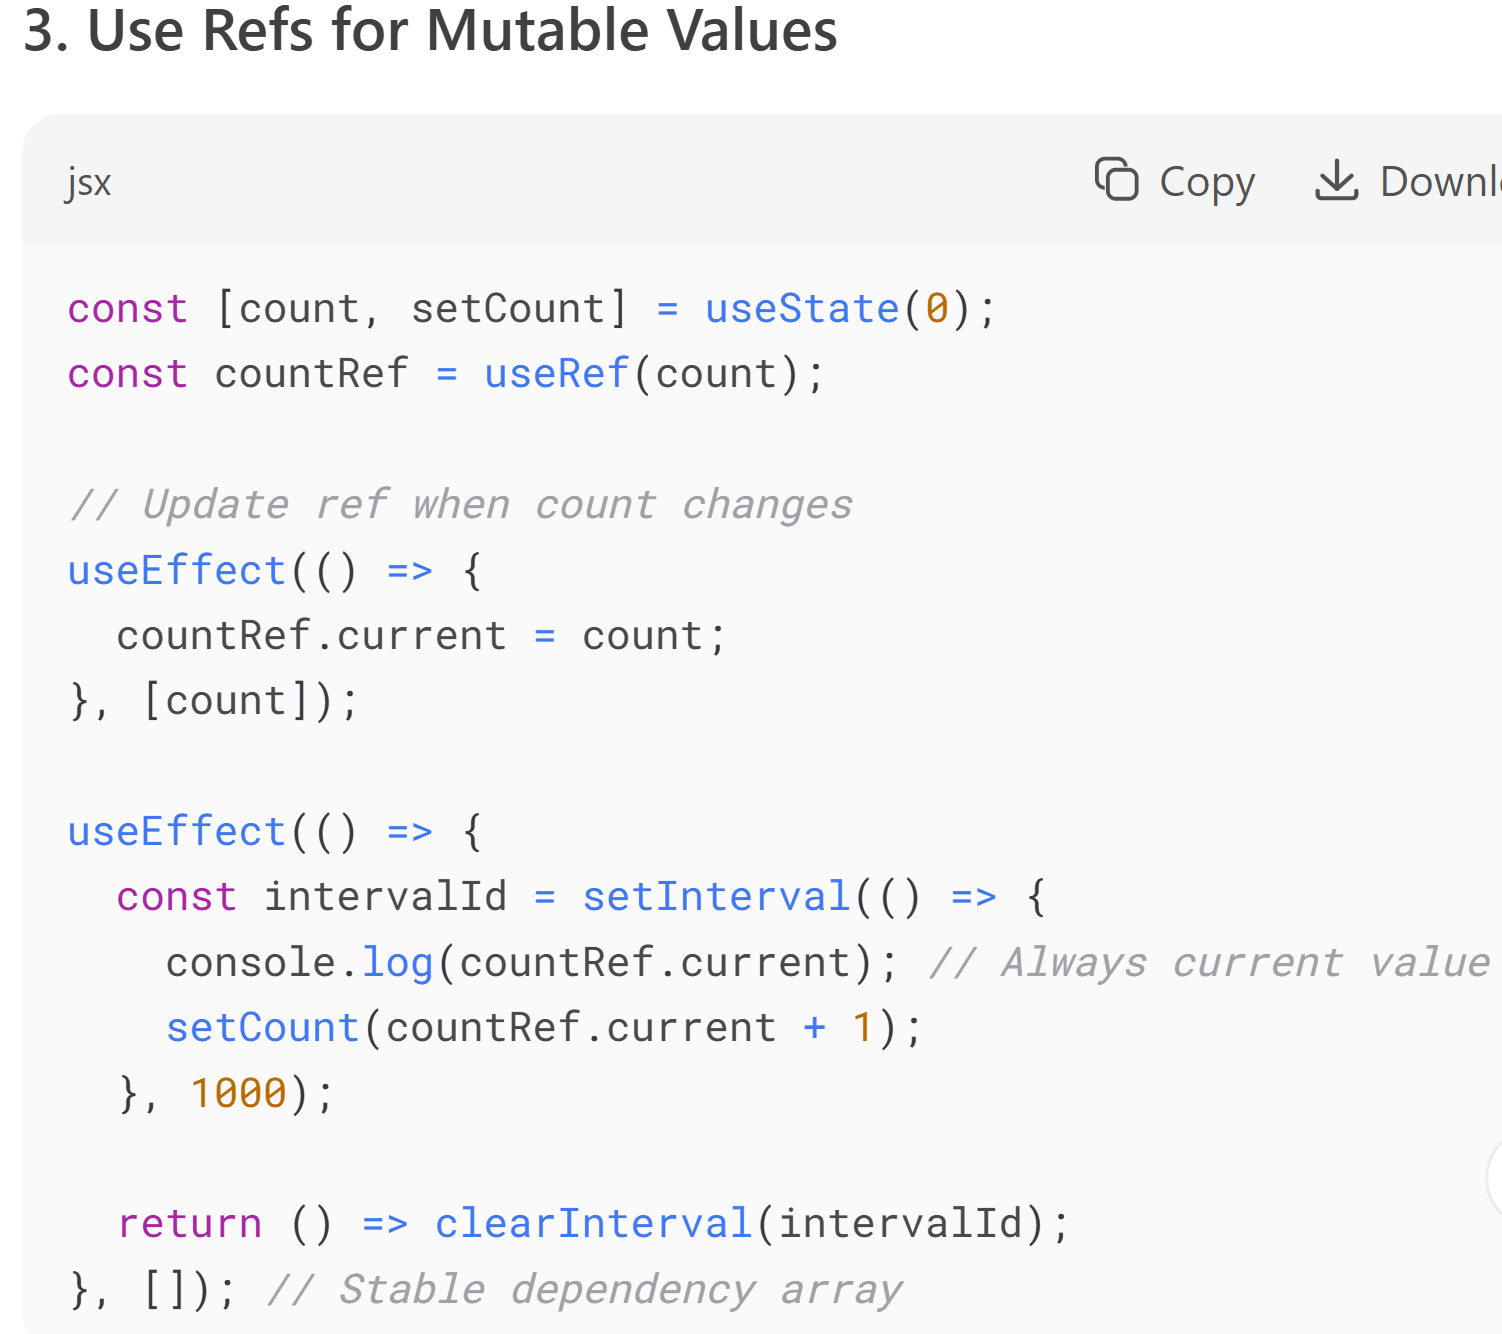 3. Use Refs for Mutable Values
jsx
Copy
Downl
const [count, setCount] = useState(0);
const countRef = useRef(count);
// Update ref when count changes
useEffect(() => {
  countRef.current = count;
}, [count]);
useEffect(() => {
  const intervalId = setInterval(() => {
    console.log(countRef.current); // Always current value
    setCount(countRef.current + 1);
  }, 1000);
  return () => clearInterval(intervalId);
}, []); // Stable dependency array